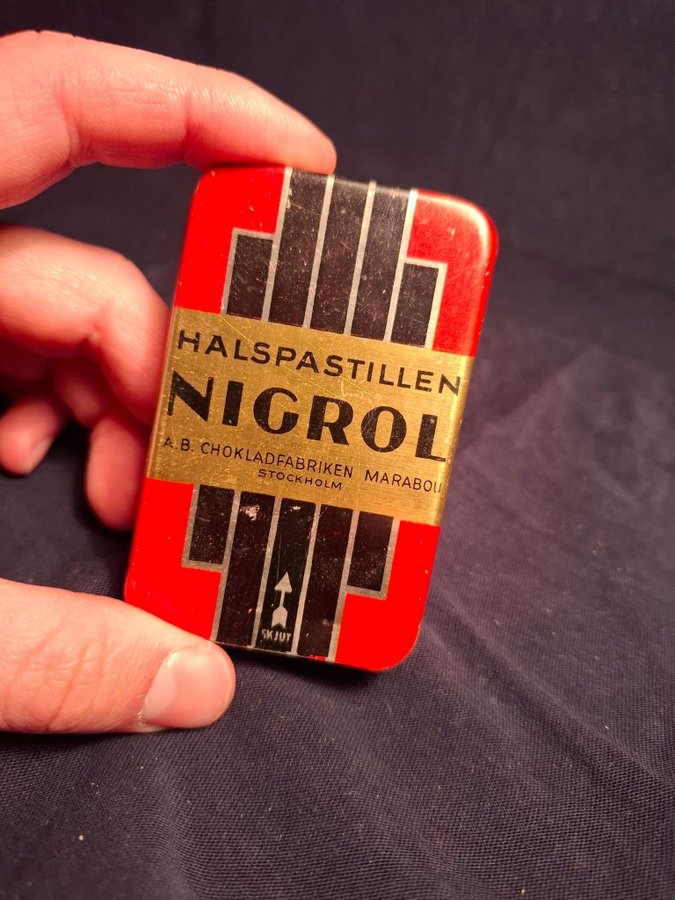 HALSPASTILLEN
NIGROL
A.B. CHOKLADFABRIKEN MARABOU
STOCKHOLM
SKJUT